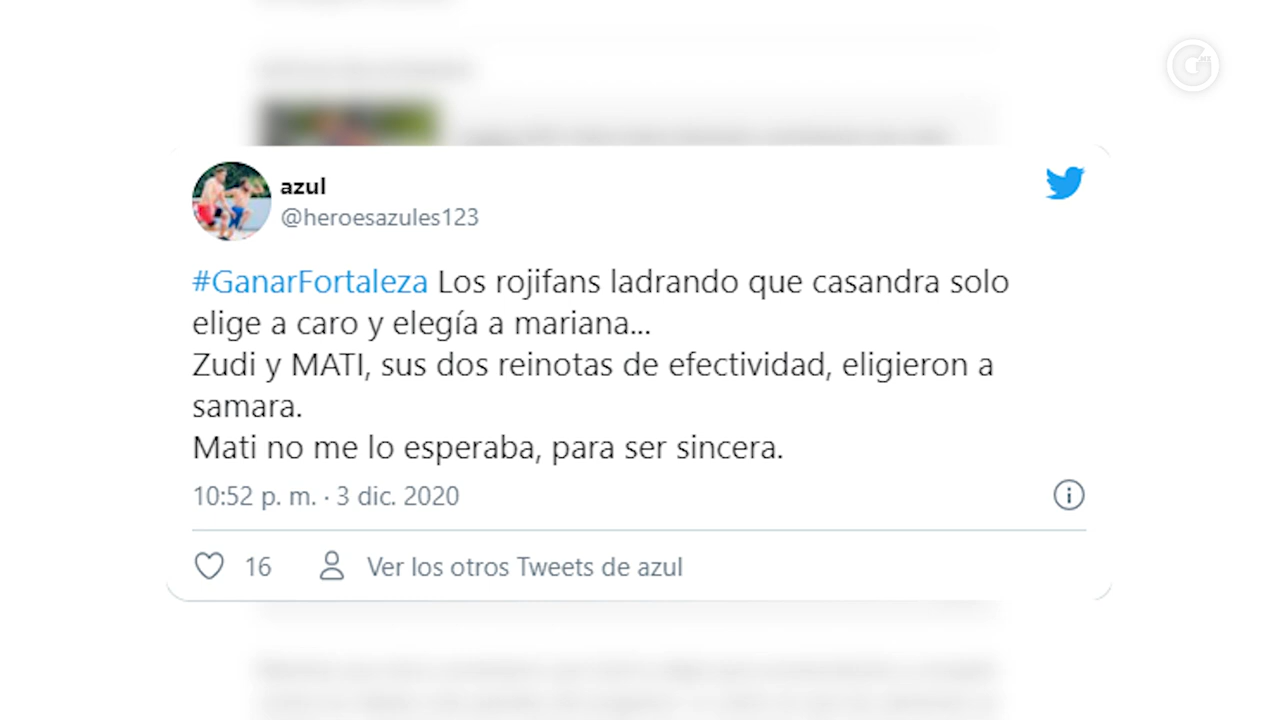 azul
@heroesazules123
#GanarFortaleza Los rojifans ladrando que casandra solo
elige a caro y elegía a mariana...
Zudi y MATI, sus dos reinotas de efectividad, eligieron a
samara.
Mati no me lo esperaba, para ser sincera.
10:52 p. m. · 3 dic. 2020
16
Ver los otros Tweets de azul